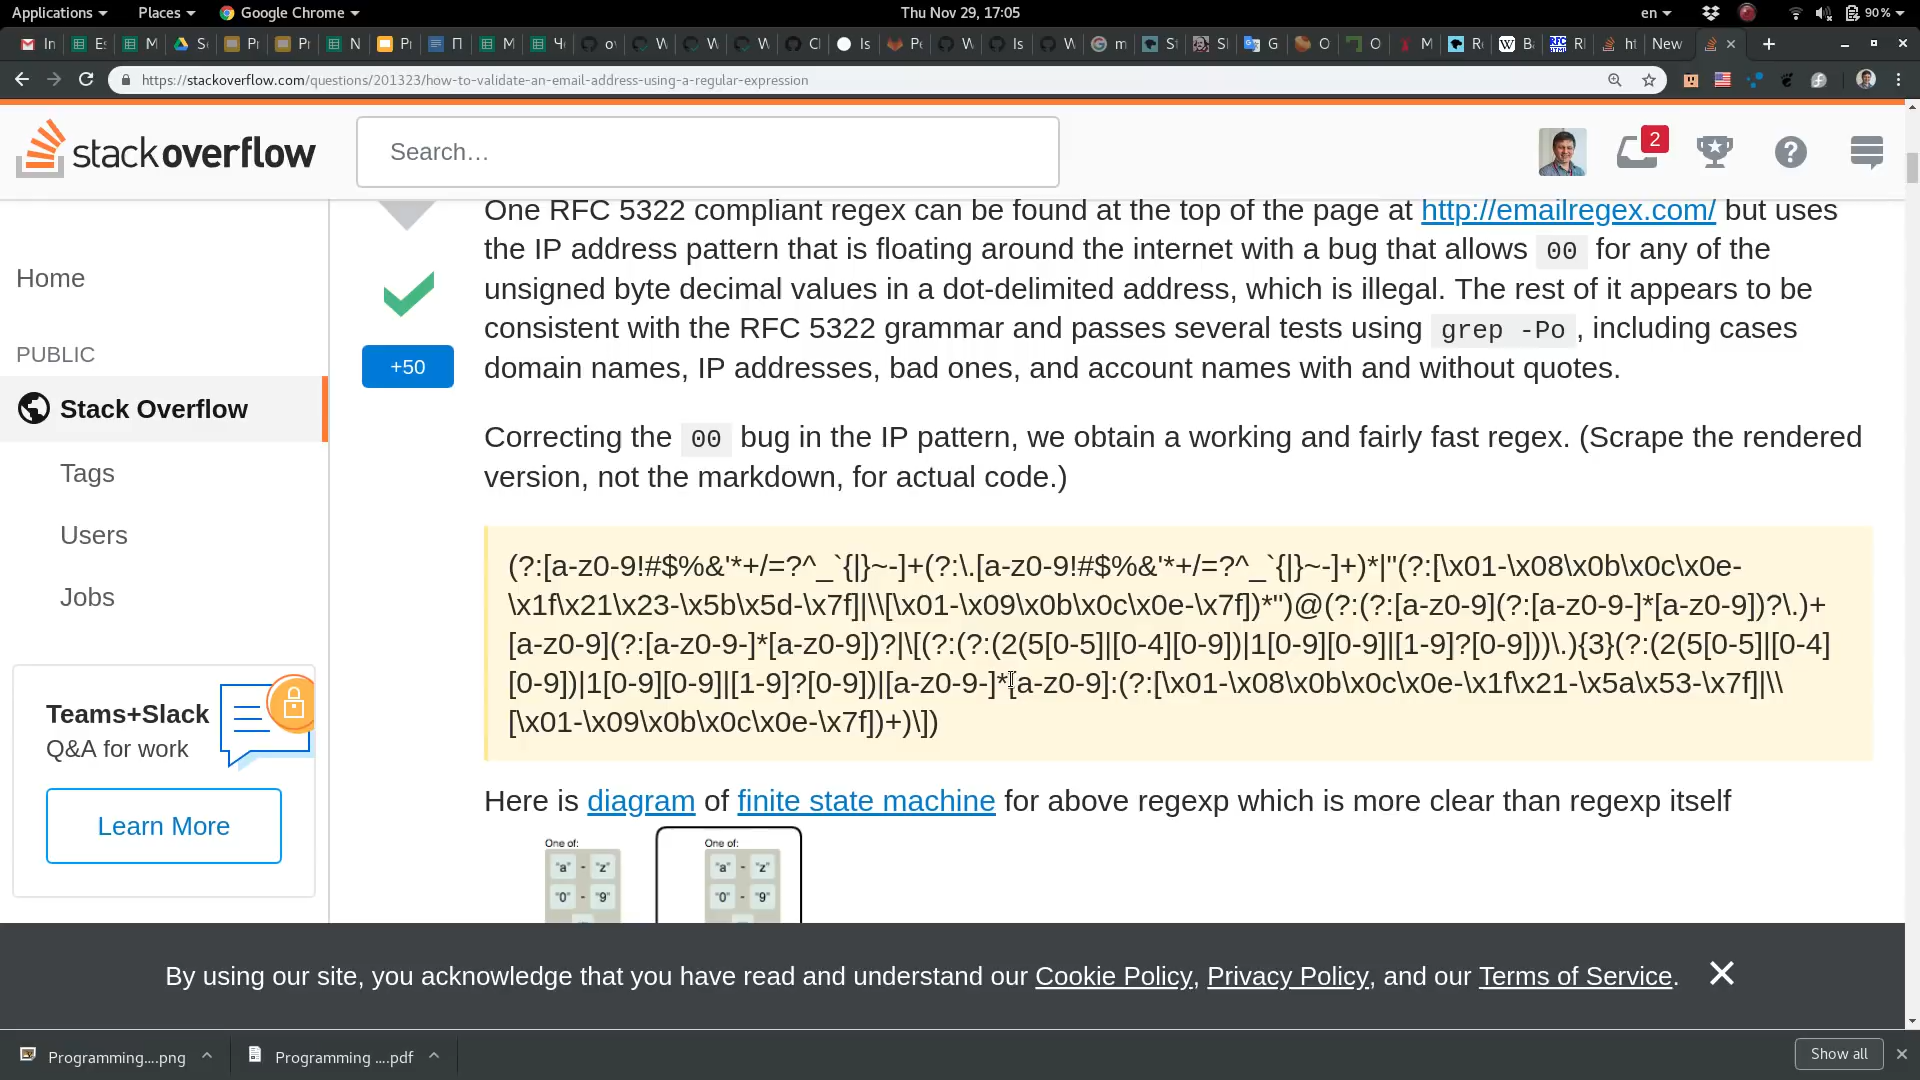 Applications Places Google Chrome Thu Nov 29, 17:05 en 90%
New
https://stackoverflow.com/questions/201323/how-to-validate-an-email-address-using-a-regular-expression
stackoverflow Search… 2
One RFC 5322 compliant regex can be found at the top of the page at http://emailregex.com/ but uses
the IP address pattern that is floating around the internet with a bug that allows 00 for any of the
unsigned byte decimal values in a dot-delimited address, which is illegal. The rest of it appears to be
consistent with the RFC 5322 grammar and passes several tests using grep -Po, including cases
domain names, IP addresses, bad ones, and account names with and without quotes.
+50
Correcting the 00 bug in the IP pattern, we obtain a working and fairly fast regex. (Scrape the rendered
version, not the markdown, for actual code.)
(?:[a-z0-9!#$%&'*+/=?^_`{|}~-]+(?:\.[a-z0-9!#$%&'*+/=?^_`{|}~-]+)*|"(?:[\x01-\x08\x0b\x0c\x0e-
\x1f\x21\x23-\x5b\x5d-\x7f]|\\[\x01-\x09\x0b\x0c\x0e-\x7f])*")@(?:(?:[a-z0-9](?:[a-z0-9-]*[a-z0-9])?\.)+
[a-z0-9](?:[a-z0-9-]*[a-z0-9])?|\[(?:(?:(2(5[0-5]|[0-4][0-9])|1[0-9][0-9]|[1-9]?[0-9]))\.){3}(?:(2(5[0-5]|[0-4]
[0-9])|1[0-9][0-9]|[1-9]?[0-9])|[a-z0-9-]*[a-z0-9]:(?:[\x01-\x08\x0b\x0c\x0e-\x1f\x21-\x5a\x53-\x7f]|\\
[\x01-\x09\x0b\x0c\x0e-\x7f])+)\])
Here is diagram of finite state machine for above regexp which is more clear than regexp itself
One of: One of:
"a" - "z" "a" - "z"
"0" - "9" "0" - "9"
Home
PUBLIC
Stack Overflow
Tags
Users
Jobs
Teams+Slack
Q&A for work
Learn More
By using our site, you acknowledge that you have read and understand our Cookie Policy, Privacy Policy, and our Terms of Service.
Programming....png Programming ....pdf Show all